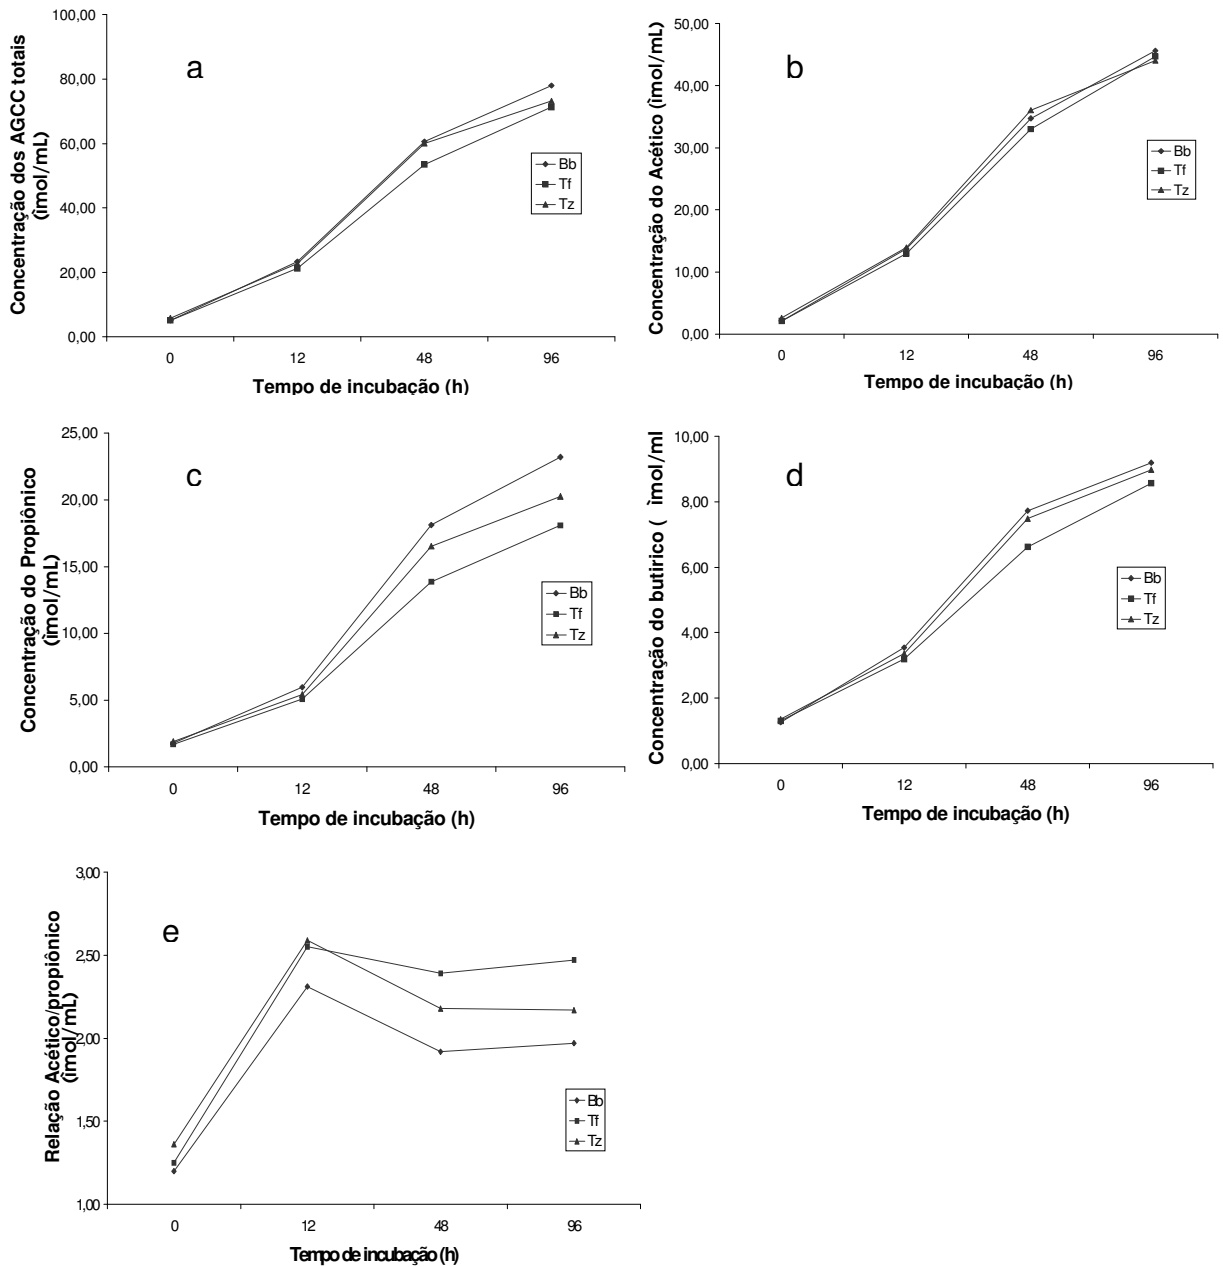 a
Concentração dos AGCC totais
(ìmol/mL)
100,00
80,00
60,00
40,00
20,00
0,00
0 12 48 96
Tempo de incubação (h)
Bb
Tf
Tz
b
Concentração do Acético (ìmol/mL)
50,00
40,00
30,00
20,00
10,00
0,00
0 12 48 96
Tempo de incubação (h)
Bb
Tf
Tz
c
Concentração do Propiônico
(ìmol/mL)
25,00
20,00
15,00
10,00
5,00
0,00
0 12 48 96
Tempo de incubação (h)
Bb
Tf
Tz
d
Concentração do butirico ( ìmol/ml
10,00
8,00
6,00
4,00
2,00
0,00
0 12 48 96
Tempo de incubação (h)
Bb
Tf
Tz
e
Relação Acético/propiônico
(ìmol/mL)
3,00
2,50
2,00
1,50
1,00
0 12 48 96
Tempo de incubação (h)
Bb
Tf
Tz